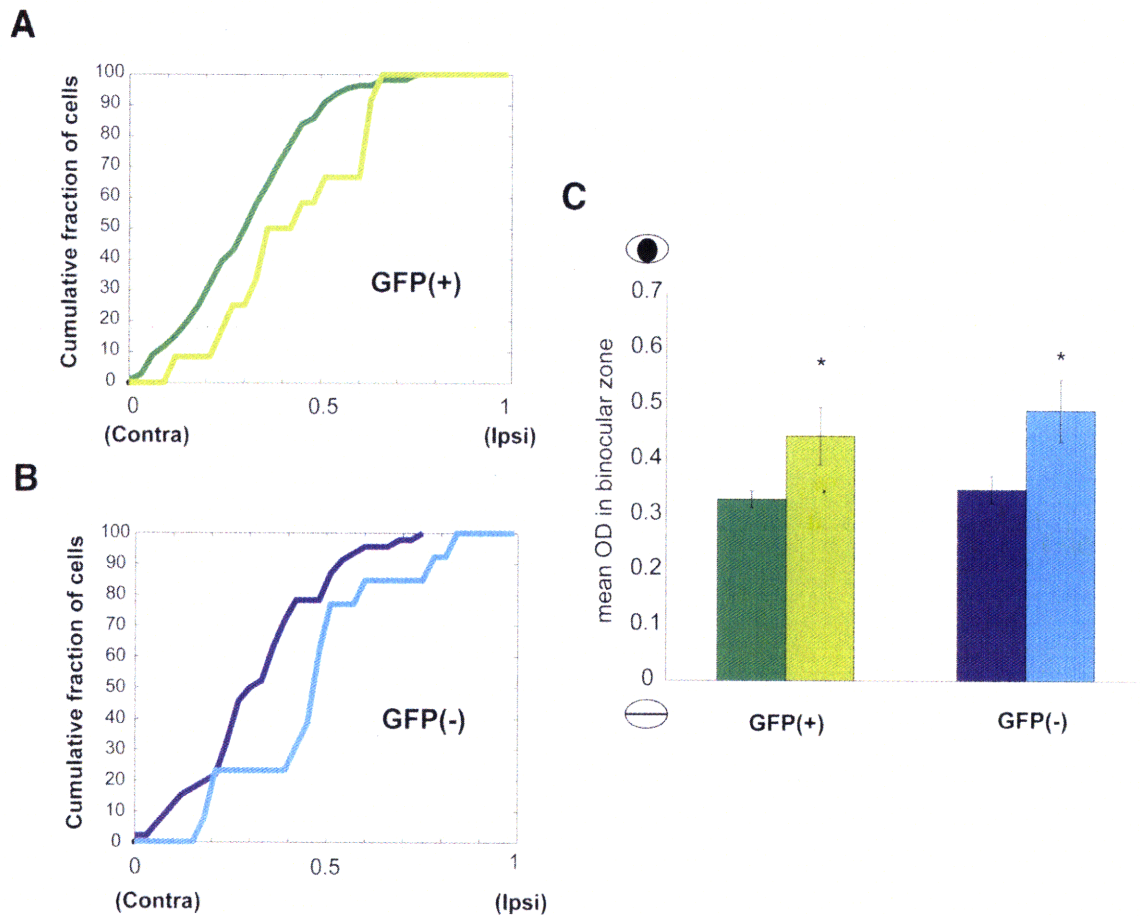 A
Cumulative fraction of cells
100
90
80
70
60
50
40
30
20
10
0
GFP(+)
0 0.5 1
(Contra) (Ipsi)
B
Cumulative fraction of cells
100
90
80
70
60
50
40
30
20
10
0
GFP(-)
0 0.5 1
(Contra) (Ipsi)
C
mean OD in binocular zone
0.7
0.6
0.5
0.4
0.3
0.2
0.1
0
* *
GFP(+) GFP(-)